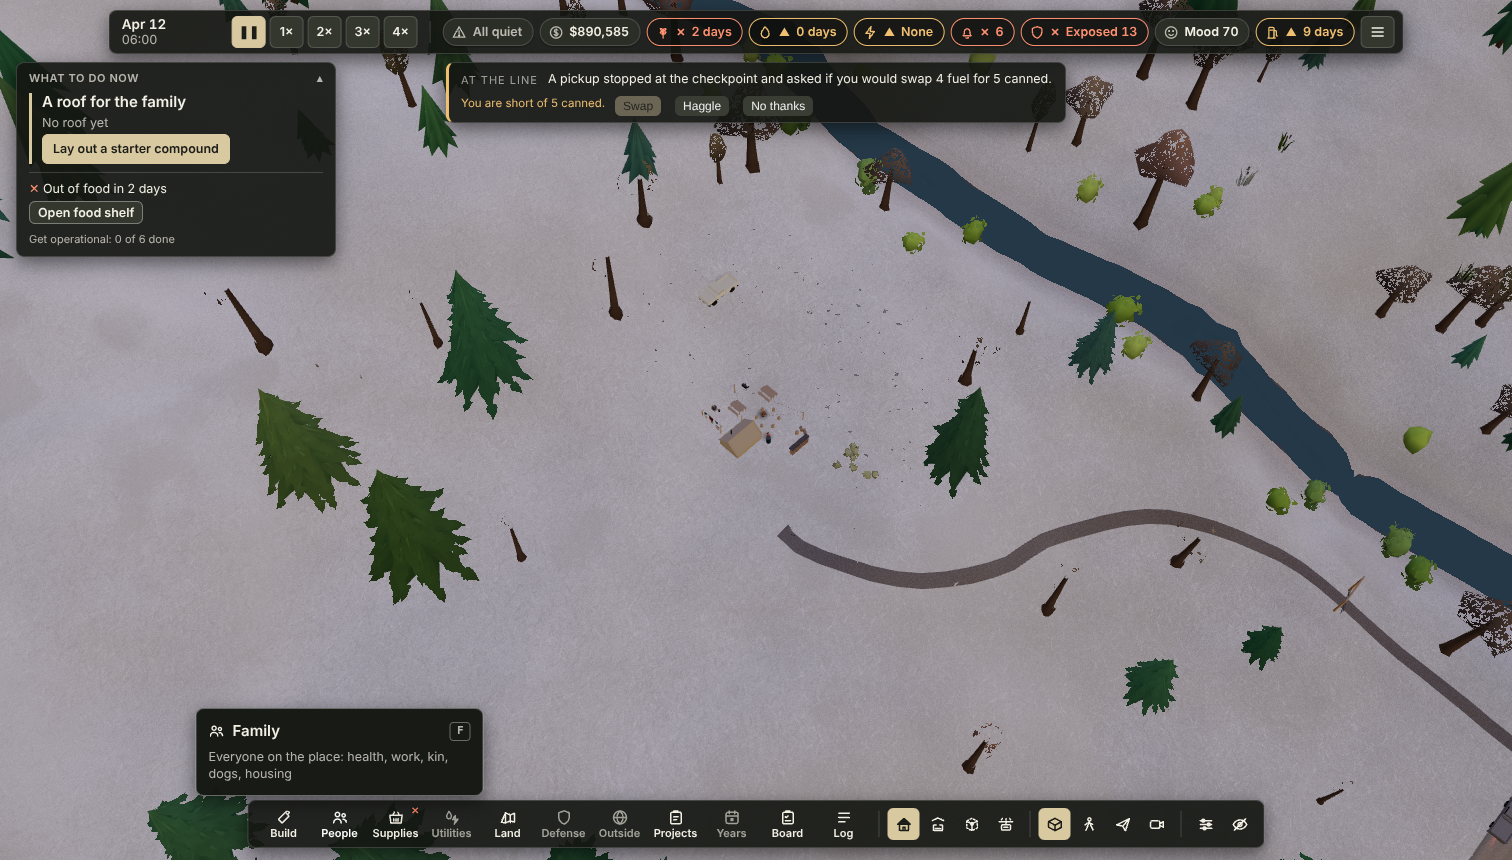 Apr 12
06:00
1×
2×
3×
4×
All quiet
$890,585
× 2 days
▲ 0 days
▲ None
× 6
× Exposed 13
Mood 70
▲ 9 days
WHAT TO DO NOW
A roof for the family
No roof yet
Lay out a starter compound
× Out of food in 2 days
Open food shelf
Get operational: 0 of 6 done
AT THE LINE A pickup stopped at the checkpoint and asked if you would swap 4 fuel for 5 canned.
You are short of 5 canned. Swap Haggle No thanks
Family F
Everyone on the place: health, work, kin,
dogs, housing
Build
People
Supplies
Utilities
Land
Defense
Outside
Projects
Years
Board
Log